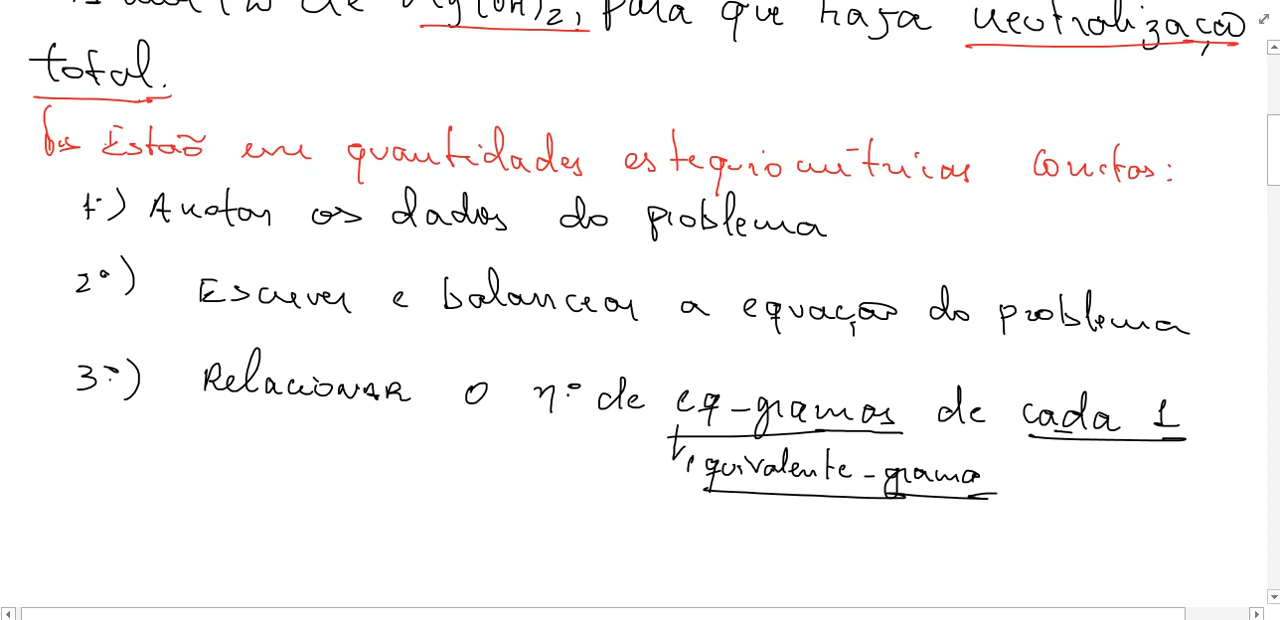 de Mg(OH)2, para que haja neutralização
total.
↳ Estão em quantidades estequiométricas corretas:
1º) Anotar os dados do problema
2º) Escrever e balancear a equação do problema
3º) Relacionar o nº de eq-gramas de cada 1
equivalente-grama